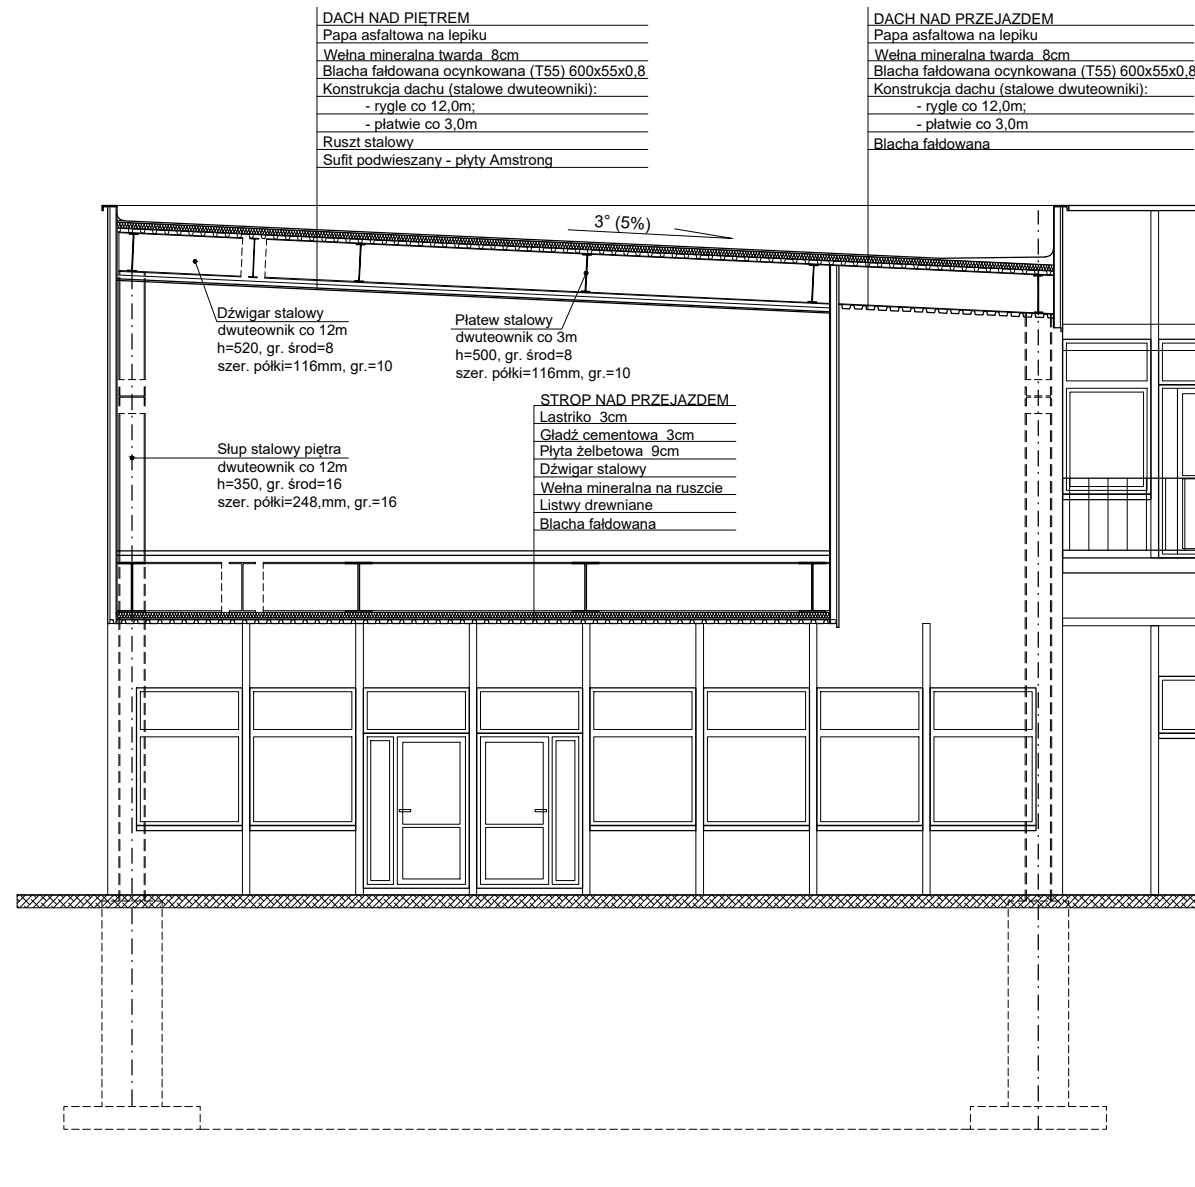 DACH NAD PIĘTREM
Papa asfaltowa na lepiku
Wełna mineralna twarda 8cm
Blacha fałdowana ocynkowana (T55) 600x55x0,8
Konstrukcja dachu (stalowe dwuteowniki):
- rygle co 12,0m;
- płatwie co 3,0m
Ruszt stalowy
Sufit podwieszany - płyty Amstrong
DACH NAD PRZEJAZDEM
Papa asfaltowa na lepiku
Wełna mineralna twarda 8cm
Blacha fałdowana ocynkowana (T55) 600x55x0,8
Konstrukcja dachu (stalowe dwuteowniki):
- rygle co 12,0m;
- płatwie co 3,0m
Blacha fałdowana
3° (5%)
Dźwigar stalowy
dwuteownik co 12m
h=520, gr. środ=8
szer. półki=116mm, gr.=10
Płatew stalowy
dwuteownik co 3m
h=500, gr. środ=8
szer. półki=116mm, gr.=10
STROP NAD PRZEJAZDEM
Lastriko 3cm
Gładź cementowa 3cm
Płyta żelbetowa 9cm
Dźwigar stalowy
Wełna mineralna na ruszcie
Listwy drewniane
Blacha fałdowana
Słup stalowy piętra
dwuteownik co 12m
h=350, gr. środ=16
szer. półki=248,mm, gr.=16